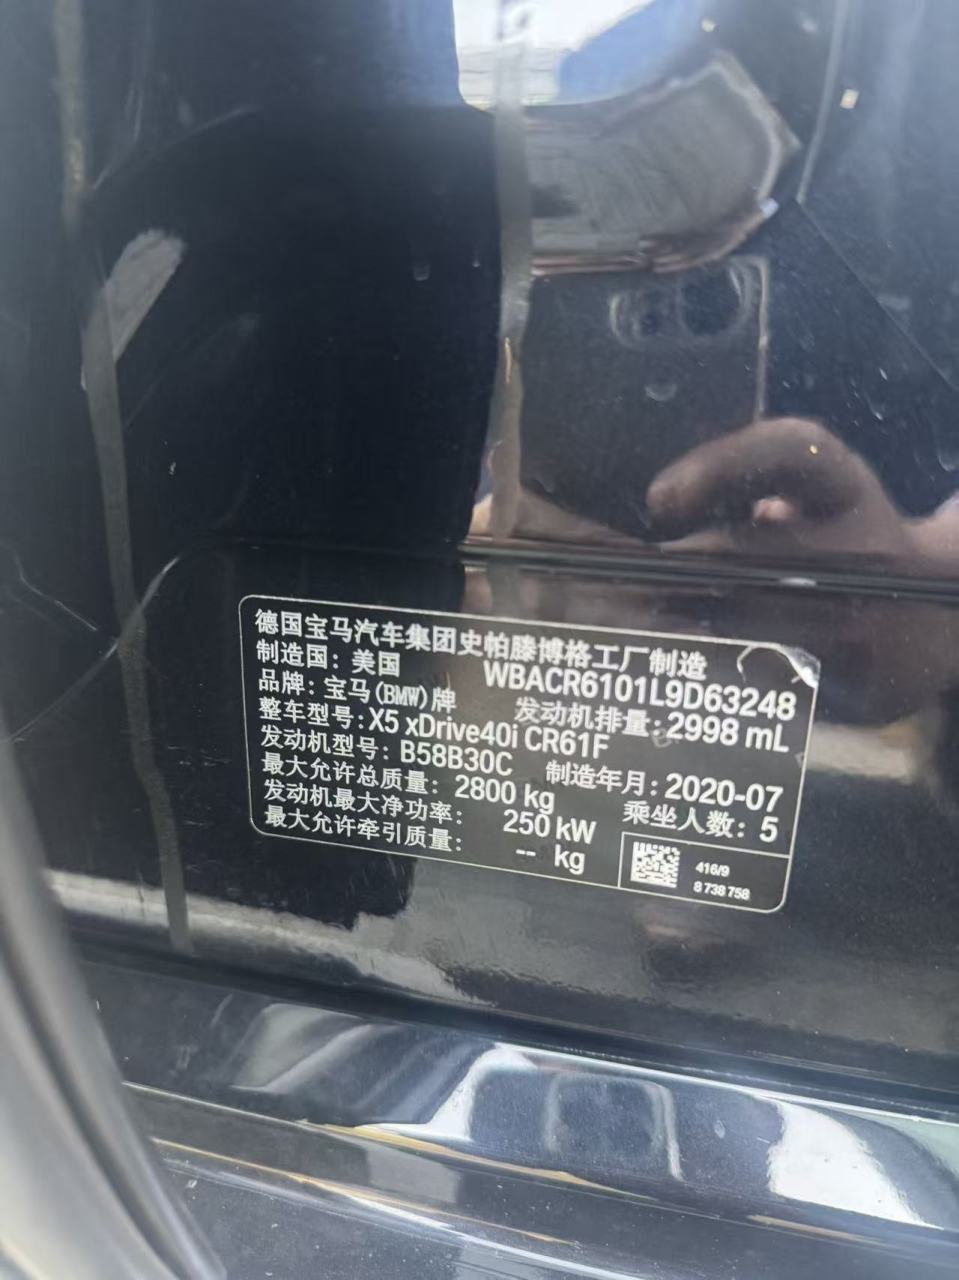 德国宝马汽车集团史帕滕博格工厂制造
制造国：美国 WBACR6101L9D63248
品牌：宝马(BMW)牌 发动机排量：2998 mL
整车型号：X5 xDrive40i CR61F
发动机型号：B58B30C 制造年月：2020-07
最大允许总质量：2800 kg 乘坐人数：5
发动机最大净功率：250 kW
最大允许牵引质量：-- kg
416/9
8 738 758